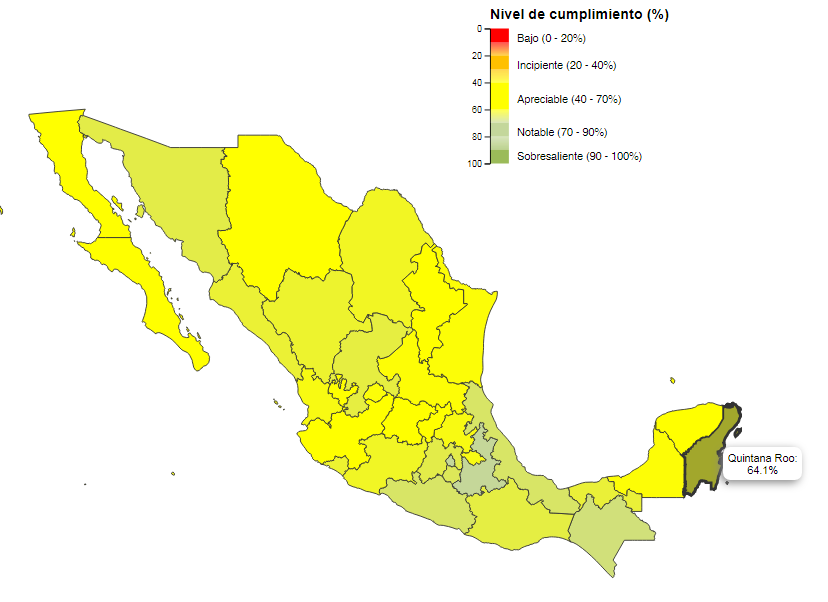 Nivel de cumplimiento (%)
0
Bajo (0 - 20%)
20
Incipiente (20 - 40%)
40
Apreciable (40 - 70%)
60
80
Notable (70 - 90%)
Sobresaliente (90 - 100%)
100
Quintana Roo:
64.1%